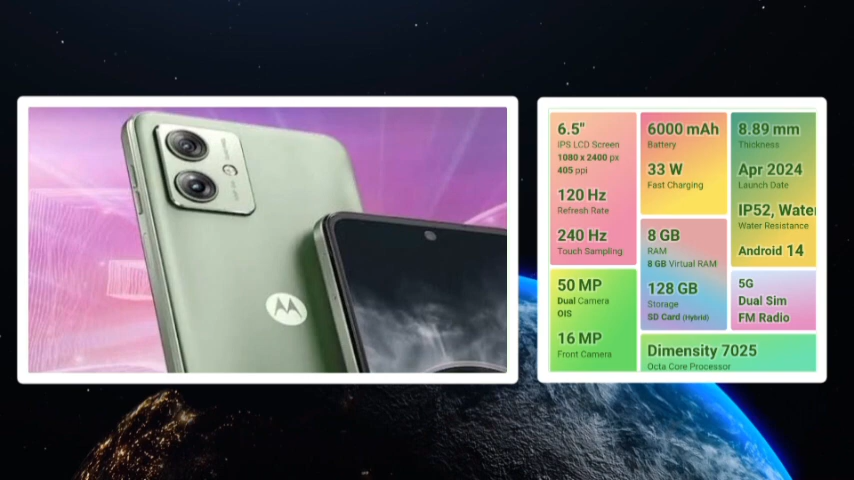 6.5"
IPS LCD Screen
1080 x 2400 px
405 ppi
120 Hz
Refresh Rate
240 Hz
Touch Sampling
50 MP
Dual Camera
OIS
16 MP
Front Camera
6000 mAh
Battery
33 W
Fast Charging
8 GB
RAM
8 GB Virtual RAM
128 GB
Storage
SD Card (Hybrid)
8.89 mm
Thickness
Apr 2024
Launch Date
IP52, Water
Water Resistance
Android 14
5G
Dual Sim
FM Radio
Dimensity 7025
Octa Core Processor